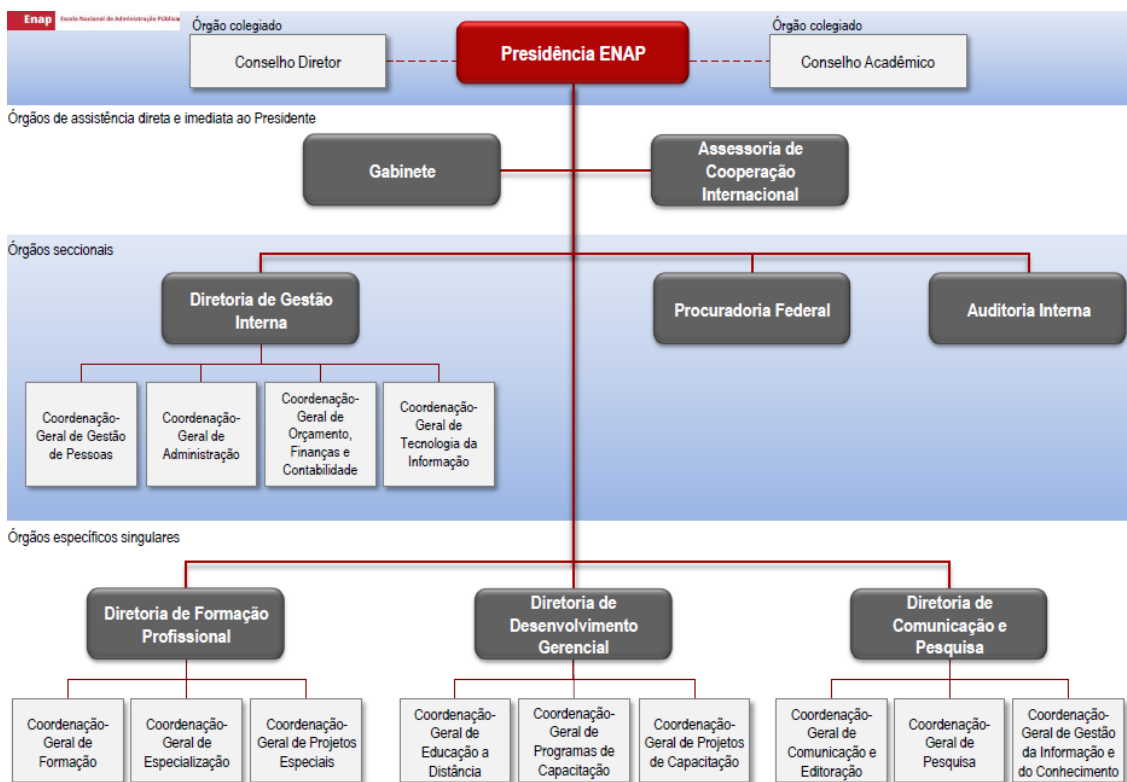 Enap Escola Nacional de Administração Pública
Órgão colegiado
Conselho Diretor
Presidência ENAP
Órgão colegiado
Conselho Acadêmico
Órgãos de assistência direta e imediata ao Presidente
Gabinete
Assessoria de
Cooperação
Internacional
Órgãos seccionais
Diretoria de Gestão
Interna
Procuradoria Federal
Auditoria Interna
Coordenação-
Geral de Gestão
de Pessoas
Coordenação-
Geral de
Administração
Coordenação-
Geral de
Orçamento,
Finanças e
Contabilidade
Coordenação-
Geral de
Tecnologia da
Informação
Órgãos específicos singulares
Diretoria de Formação
Profissional
Diretoria de
Desenvolvimento
Gerencial
Diretoria de
Comunicação e
Pesquisa
Coordenação-
Geral de
Formação
Coordenação-
Geral de
Especialização
Coordenação-
Geral de Projetos
Especiais
Coordenação-
Geral de
Educação a
Distância
Coordenação-
Geral de
Programas de
Capacitação
Coordenação-
Geral de Projetos
de Capacitação
Coordenação-
Geral de
Comunicação e
Editoração
Coordenação-
Geral de
Pesquisa
Coordenação-
Geral de Gestão
da Informação e
do Conhecimento